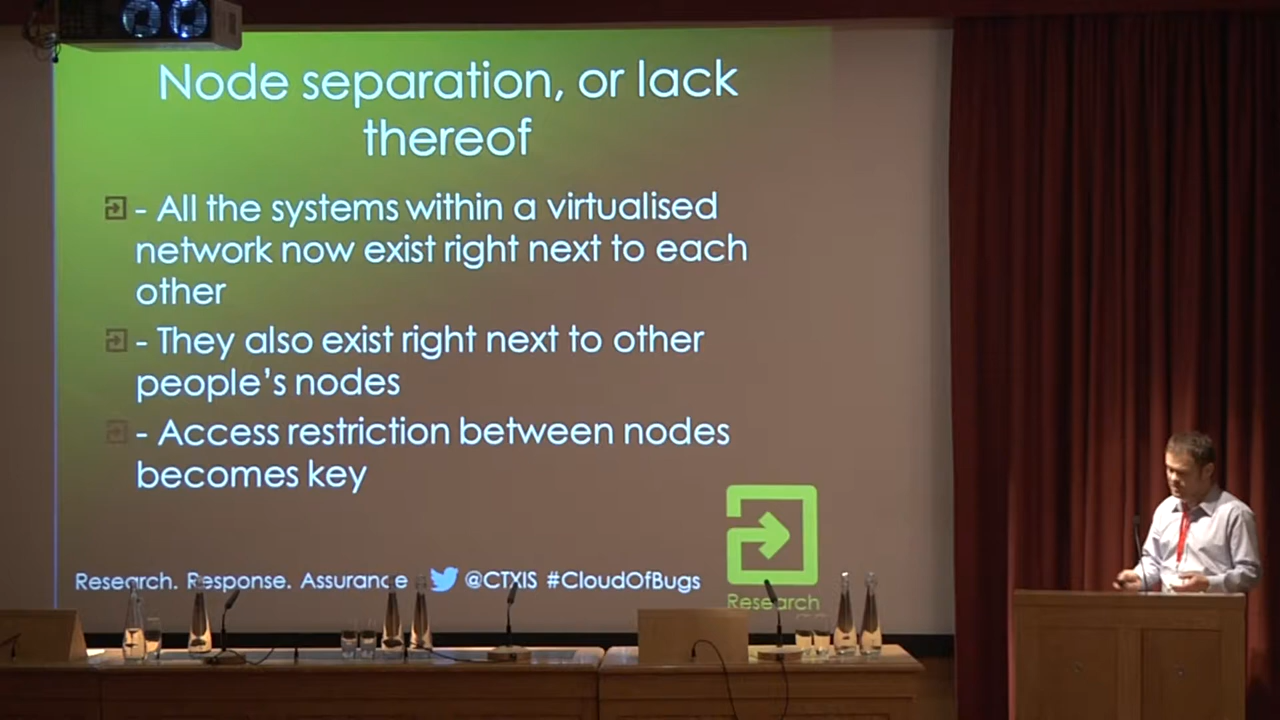 Node separation, or lack
thereof
- All the systems within a virtualised
network now exist right next to each
other
- They also exist right next to other
people's nodes
- Access restriction between nodes
becomes key
Research. Response. Assurance @CTXIS #CloudOfBugs
Research